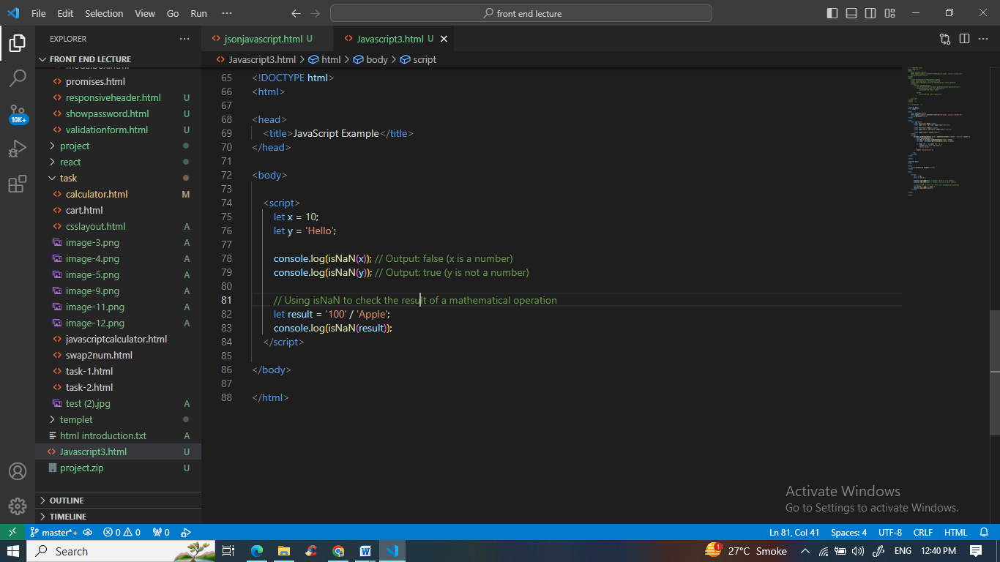 File Edit Selection View Go Run ··· front end lecture
EXPLORER ···
FRONT END LECTURE
promises.html
responsiveheader.html U
showpassword.html U
validationform.html U
project
react
task
calculator.html M
cart.html
csslayout.html A
image-3.png A
image-4.png A
image-5.png A
image-9.png A
image-11.png A
image-12.png A
javascriptcalculator.html
swap2num.html
task-1.html
task-2.html
test (2).jpg A
templet
html introduction.txt A
Javascript3.html U
project.zip U
OUTLINE
TIMELINE
10K+
jsonjavascript.html U Javascript3.html U
Javascript3.html > html > body > script
65 <!DOCTYPE html>
66 <html>
67
68 <head>
69 <title>JavaScript Example</title>
70 </head>
71
72 <body>
73
74 <script>
75 let x = 10;
76 let y = 'Hello';
77
78 console.log(isNaN(x)); // Output: false (x is a number)
79 console.log(isNaN(y)); // Output: true (y is not a number)
80
81 // Using isNaN to check the result of a mathematical operation
82 let result = '100' / 'Apple';
83 console.log(isNaN(result));
84 </script>
85
86 </body>
87
88 </html>
Activate Windows
Go to Settings to activate Windows.
master*+ 0 0 0 Ln 81, Col 41 Spaces: 4 UTF-8 CRLF HTML
Search 1 27°C Smoke ENG 12:40 PM